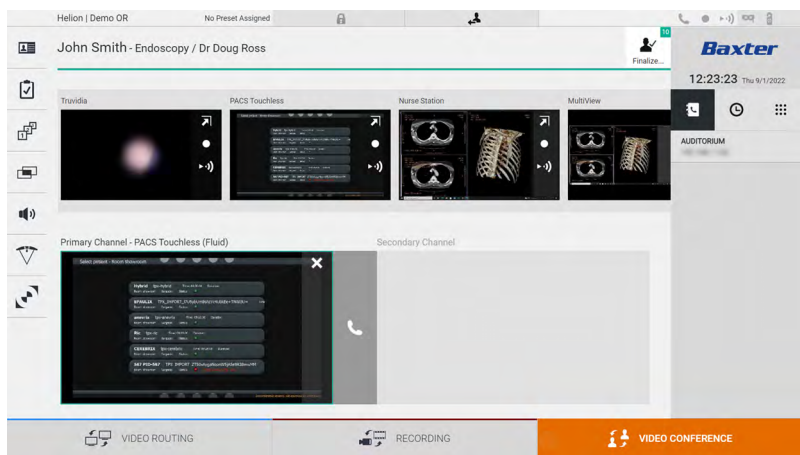 Helion | Demo OR
No Preset Assigned
John Smith - Endoscopy / Dr Doug Ross
10
Finalize...
Baxter
12:23:23 Thu 9/1/2022
Truvidia
PACS Touchless
Nurse Station
MultiView
AUDITORIUM
Primary Channel - PACS Touchless (Fluid)
Secondary Channel
Hybrid
VIDEO ROUTING
RECORDING
VIDEO CONFERENCE